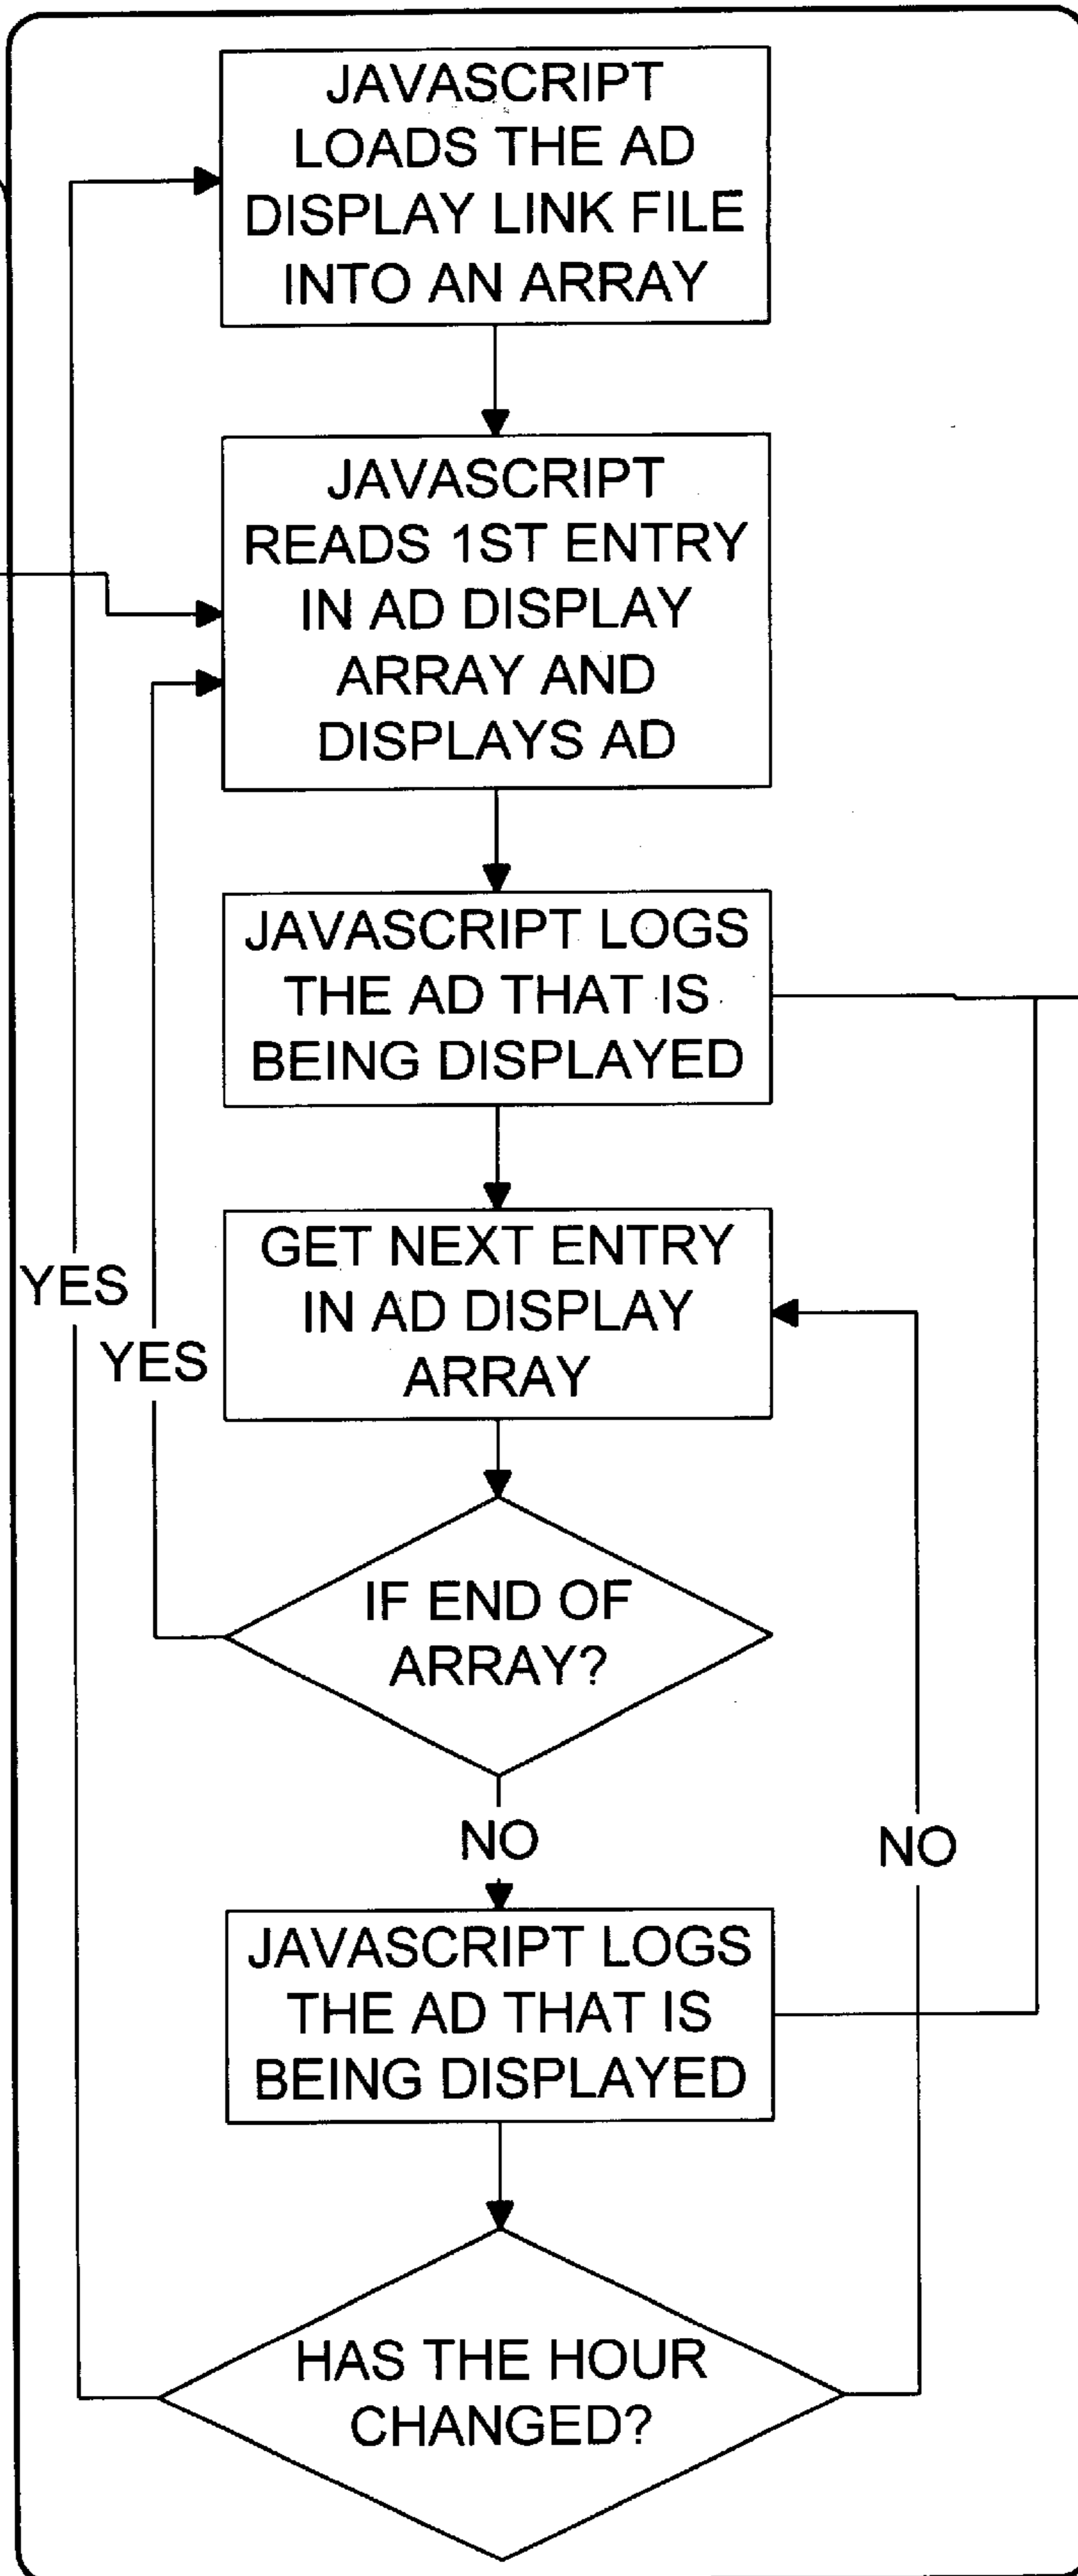 JAVASCRIPT
LOADS THE AD
DISPLAY LINK FILE
INTO AN ARRAY
JAVASCRIPT
READS 1ST ENTRY
IN AD DISPLAY
ARRAY AND
DISPLAYS AD
JAVASCRIPT LOGS
THE AD THAT IS
BEING DISPLAYED
GET NEXT ENTRY
IN AD DISPLAY
ARRAY
YES
YES
IF END OF
ARRAY?
NO
NO
JAVASCRIPT LOGS
THE AD THAT IS
BEING DISPLAYED
HAS THE HOUR
CHANGED?